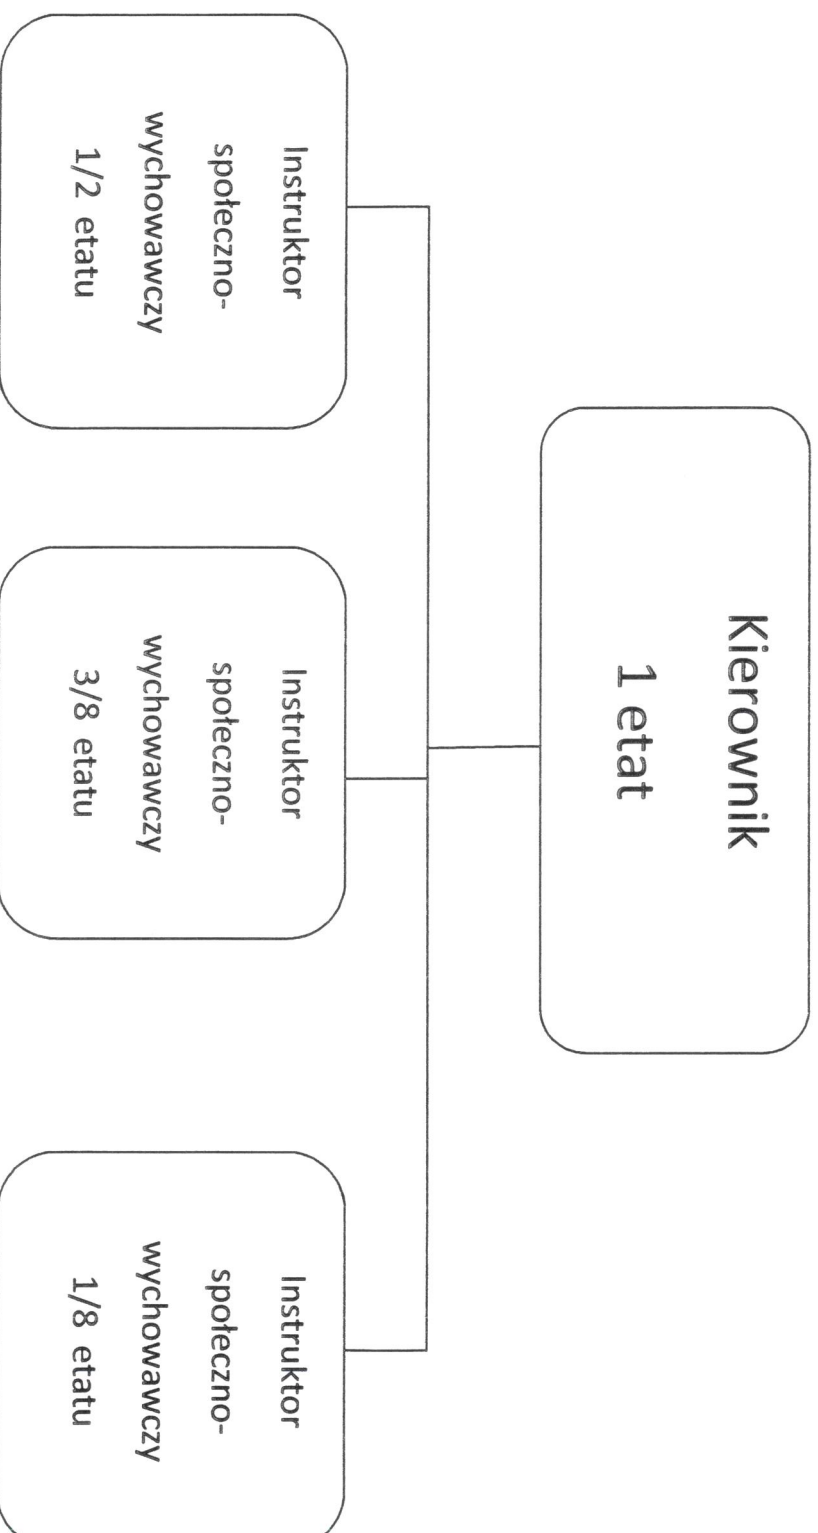 Kierownik
1 etat
Instruktor
społeczno-
wychowawczy
1/2 etatu
Instruktor
społeczno-
wychowawczy
3/8 etatu
Instruktor
społeczno-
wychowawczy
1/8 etatu